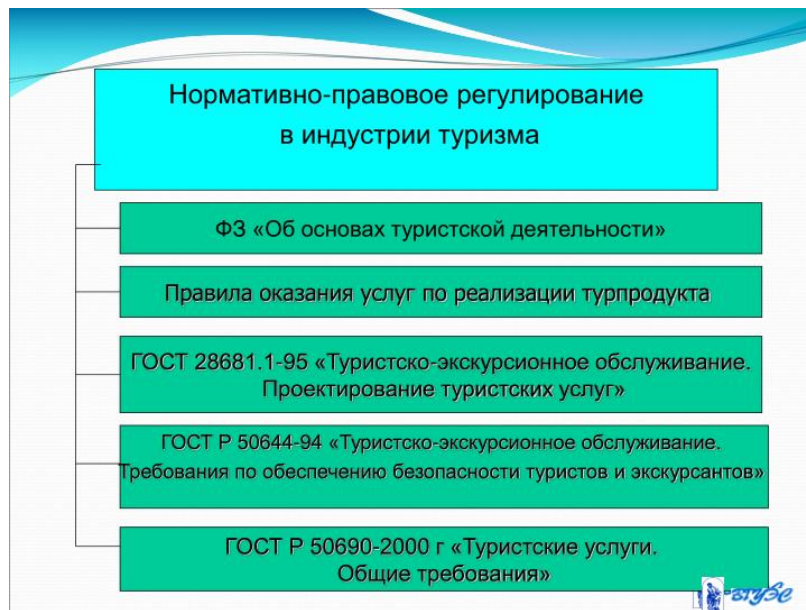 Нормативно-правовое регулирование
в индустрии туризма
ФЗ «Об основах туристской деятельности»
Правила оказания услуг по реализации турпродукта
ГОСТ 28681.1-95 «Туристско-экскурсионное обслуживание.
Проектирование туристских услуг»
ГОСТ Р 50644-94 «Туристско-экскурсионное обслуживание.
Требования по обеспечению безопасности туристов и экскурсантов»
ГОСТ Р 50690-2000 г «Туристские услуги.
Общие требования»